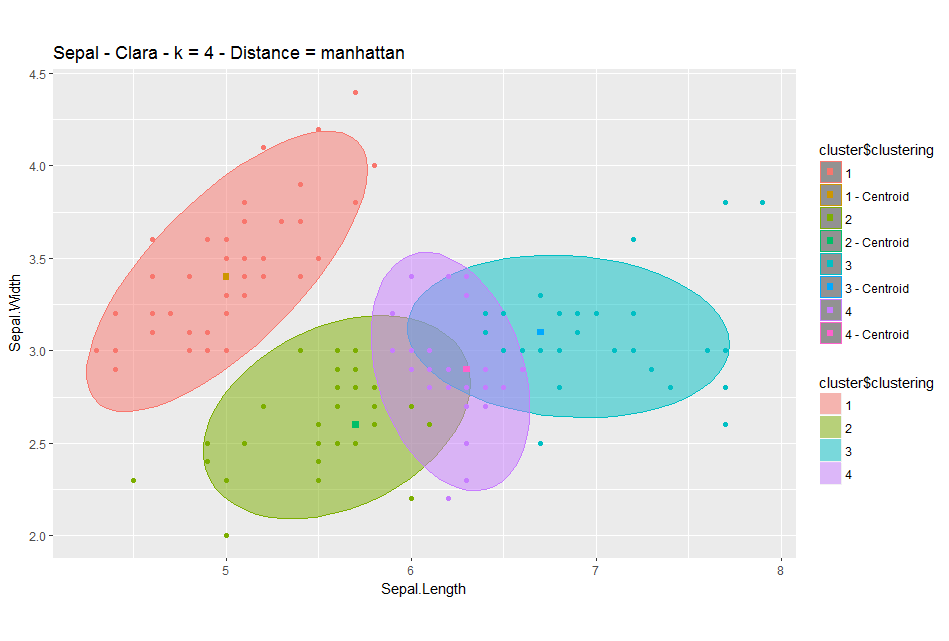 Sepal - Clara - k = 4 - Distance = manhattan
4.5
4.0
3.5
3.0
2.5
2.0
Sepal.Width
5
6
7
8
Sepal.Length
cluster$clustering
1
1 - Centroid
2
2 - Centroid
3
3 - Centroid
4
4 - Centroid
cluster$clustering
1
2
3
4